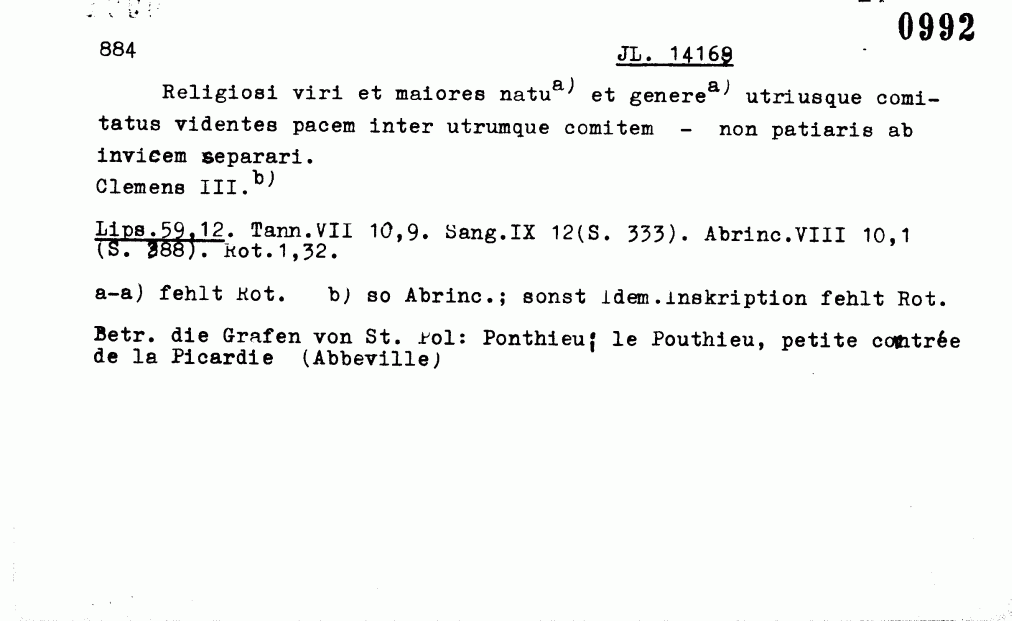 0992
884 JL. 14169
Religiosi viri et maiores natu a) et genere a) utriusque comi-
tatus videntes pacem inter utrumque comitem - non patiaris ab
invicem separari.
Clemens III. b)
Lips.59,12. Tann.VII 10,9. Sang.IX 12(S. 333). Abrinc.VIII 10,1
(S. 388). Rot.1,32.
a-a) fehlt Rot. b) so Abrinc.; sonst Idem.Inskription fehlt Rot.
Betr. die Grafen von St. Pol: Ponthieu; le Pouthieu, petite contrée
de la Picardie (Abbeville)